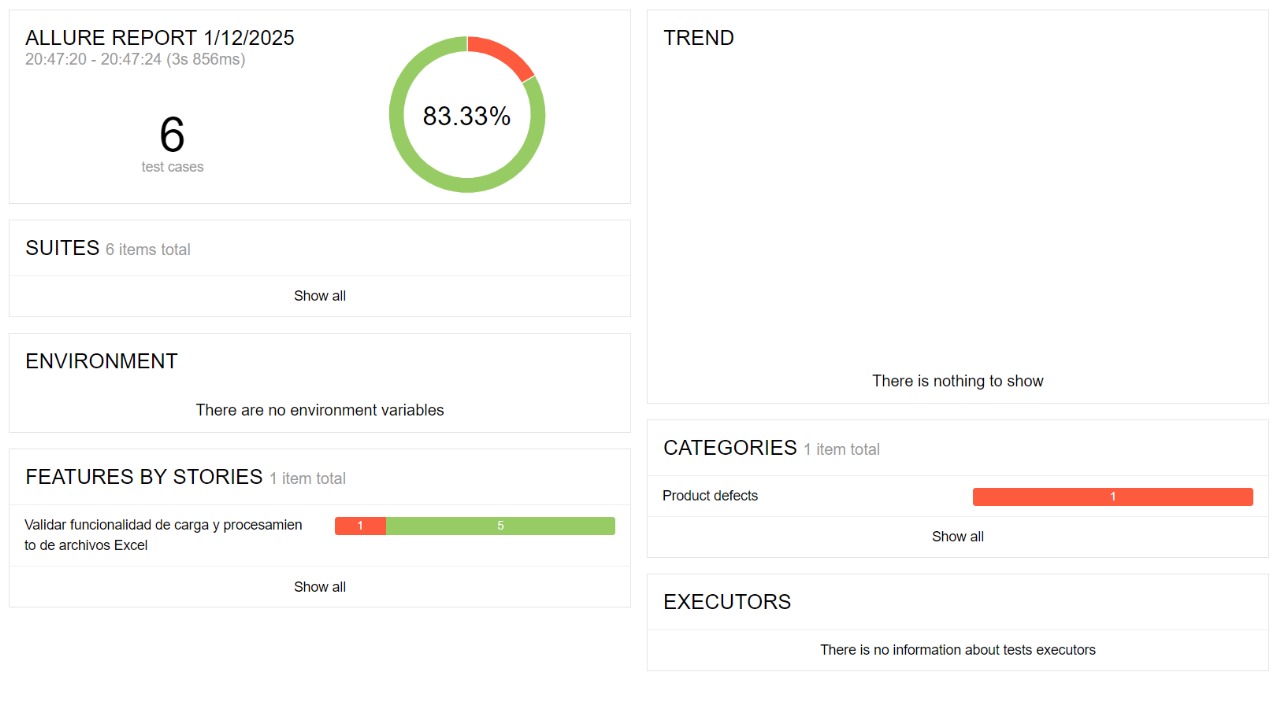 ALLURE REPORT 1/12/2025
20:47:20 - 20:47:24 (3s 856ms)
6
test cases
83.33%
SUITES 6 items total
Show all
ENVIRONMENT
There are no environment variables
FEATURES BY STORIES 1 item total
Validar funcionalidad de carga y procesamien
to de archivos Excel
1 5
Show all
TREND
There is nothing to show
CATEGORIES 1 item total
Product defects 1
Show all
EXECUTORS
There is no information about tests executors